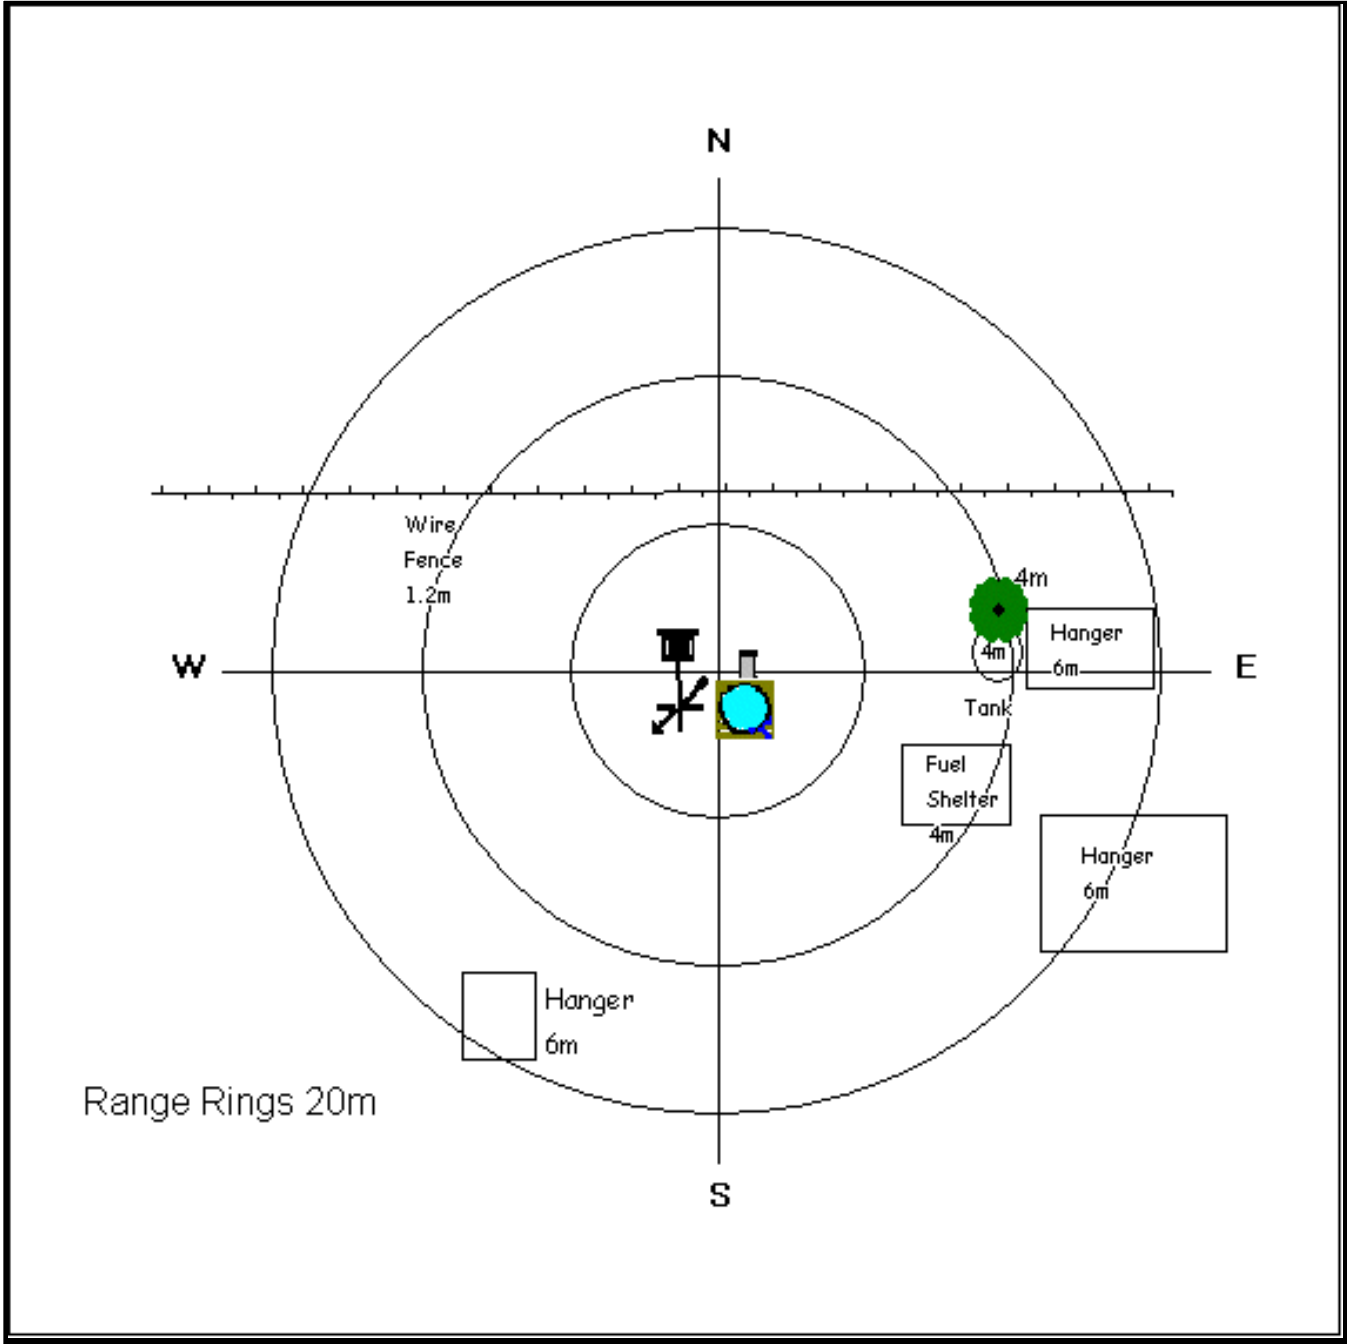 N
Wire
Fence
1.2m
4m
Hanger
6m
4m
W
E
Tank
Fuel
Shelter
4m
Hanger
6m
Hanger
6m
Range Rings 20m
S